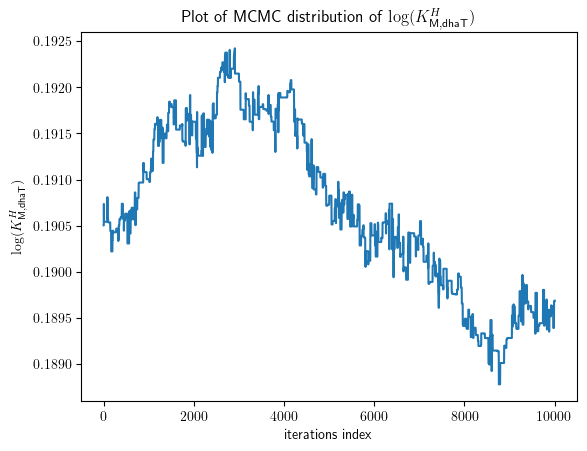 Plot of MCMC distribution of log(K^H_M,dhaT)
log(K^H_M,dhaT)
0.1925
0.1920
0.1915
0.1910
0.1905
0.1900
0.1895
0.1890
0 2000 4000 6000 8000 10000
iterations index